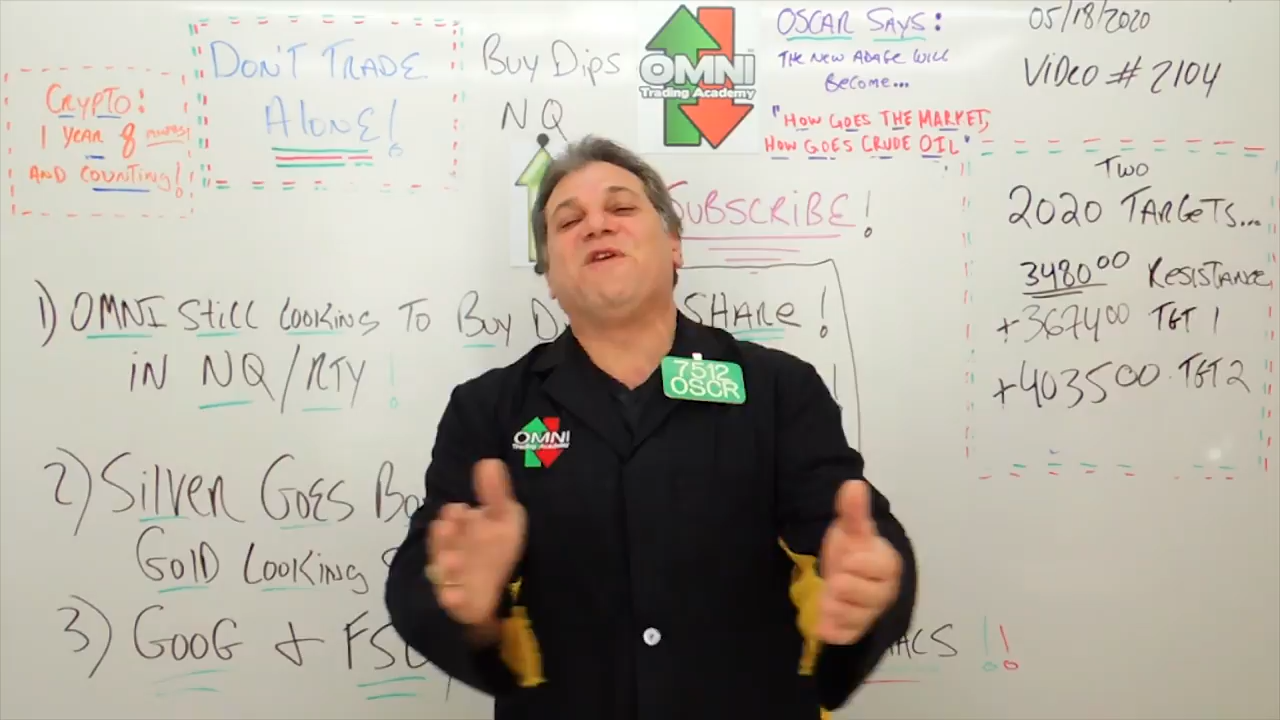 CRYPTO!
1 YEAR 8 MONTHS
AND COUNTING!
DON'T TRADE
ALONE!
BUY DIPS
NQ
OMNI
Trading Academy
OSCAR SAYS:
THE NEW ADAGE WILL
BECOME...
"HOW GOES THE MARKET,
HOW GOES CRUDE OIL"
05/18/2020
VIDEO # 2104
SUBSCRIBE!
SHARE!
TWO
2020 TARGETS...
3480.00 RESISTANCE
+3674.00 TGT 1
+4035.00 TGT 2
1) OMNI STILL LOOKING TO BUY
IN NQ/RTY!
2) SILVER GOES
GOLD LOOKING
3) GOOG +
!!
7512
OSCR
OMNI
Trading Academy